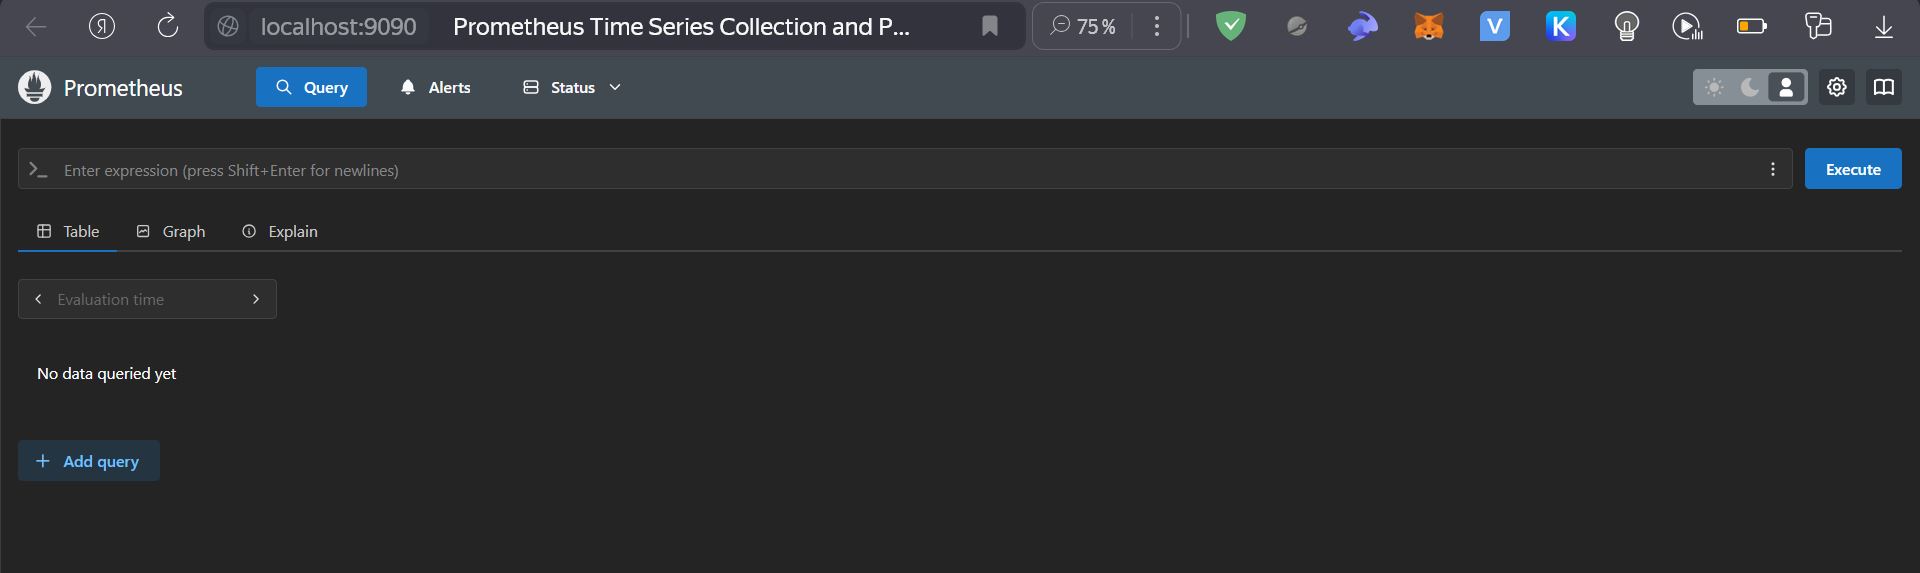 Я localhost:9090 Prometheus Time Series Collection and P... 75 % V K
Prometheus Query Alerts Status
Enter expression (press Shift+Enter for newlines) Execute
Table Graph Explain
Evaluation time
No data queried yet
+ Add query